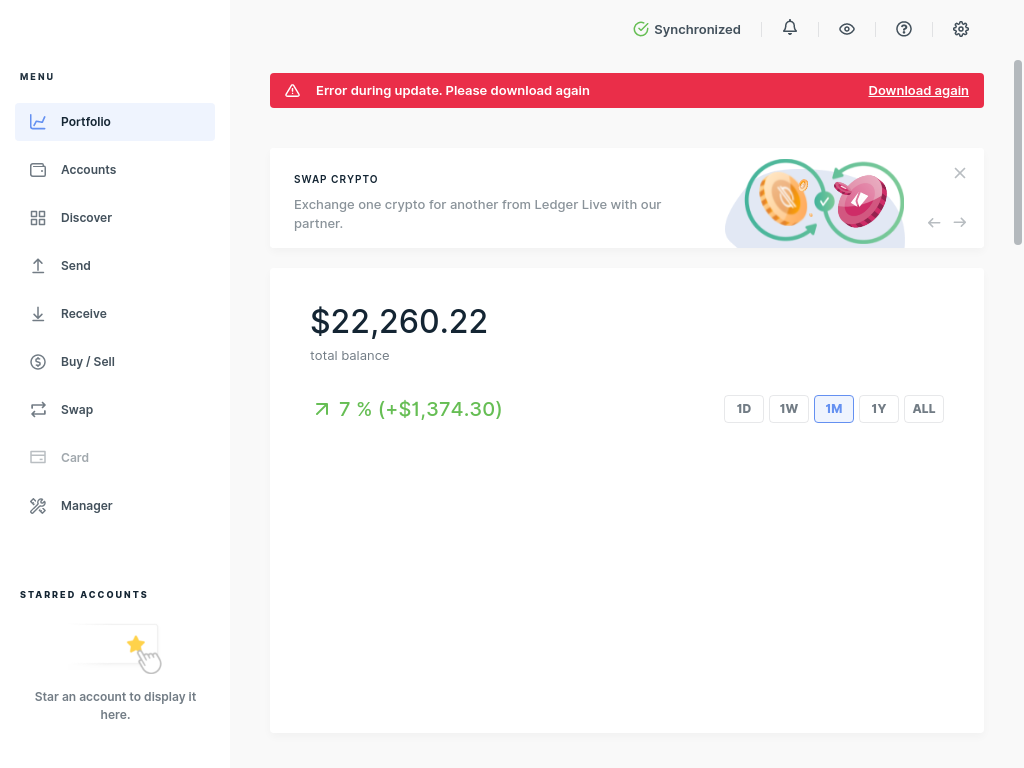 Synchronized
MENU
Portfolio
Accounts
Discover
Send
Receive
Buy / Sell
Swap
Card
Manager
STARRED ACCOUNTS
Star an account to display it
here.
Error during update. Please download again
Download again
SWAP CRYPTO
Exchange one crypto for another from Ledger Live with our
partner.
$22,260.22
total balance
7 % (+$1,374.30)
1D
1W
1M
1Y
ALL